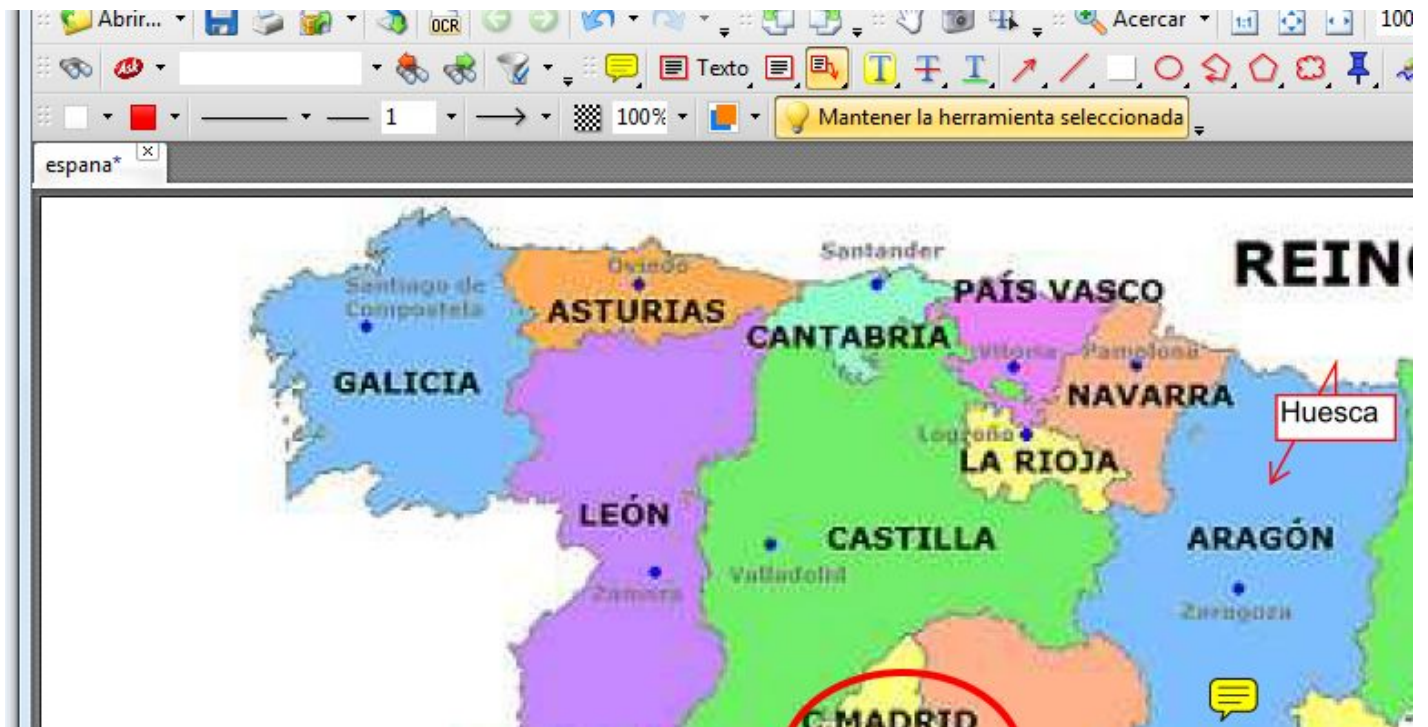 Abrir...
OCR
Acercar
1:1
100
Ask
Texto
T T T
1
100%
Mantener la herramienta seleccionada
espana*
REIN
Santander
Oviedo
PAÍS VASCO
Santiago de
Compostela
ASTURIAS
CANTABRIA
Vitoria
Pamplona
GALICIA
NAVARRA
Huesca
Logroño
LA RIOJA
LEÓN
CASTILLA
ARAGÓN
Valladolid
Zamora
Zaragoza
C.MADRID